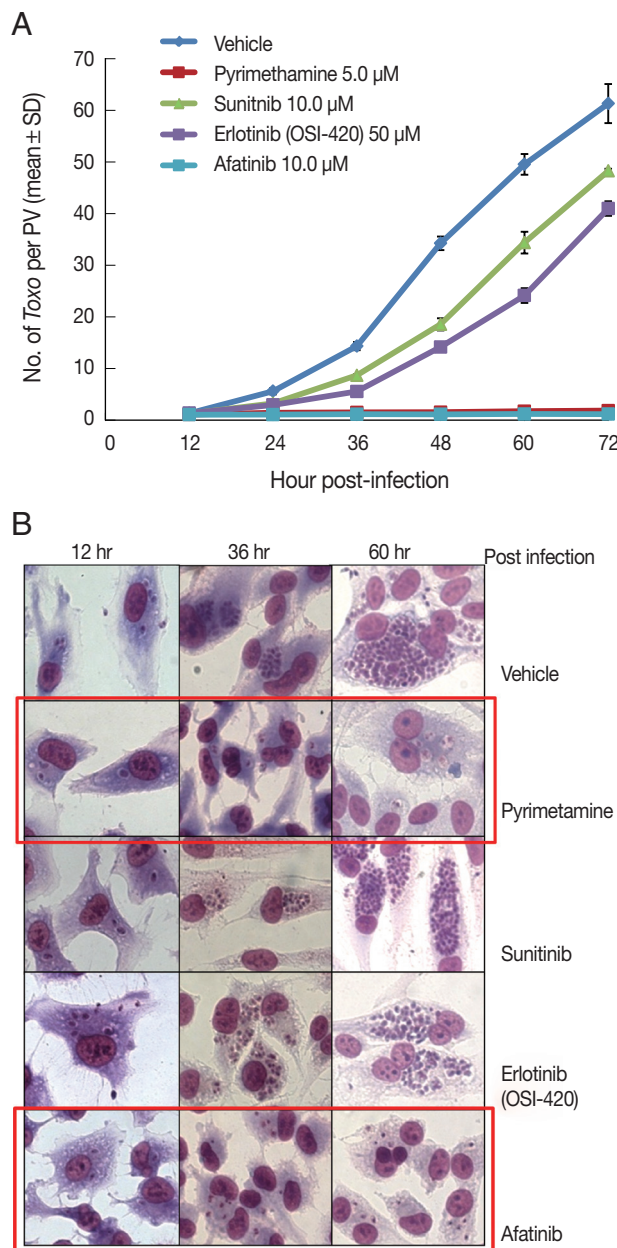 A
Vehicle
Pyrimethamine 5.0 µM
Sunitnib 10.0 µM
Erlotinib (OSI-420) 50 µM
Afatinib 10.0 µM
No. of Toxo per PV (mean ± SD)
70
60
50
40
30
20
10
0
0 12 24 36 48 60 72
Hour post-infection
B
12 hr 36 hr 60 hr Post infection
Vehicle
Pyrimetamine
Sunitinib
Erlotinib
(OSI-420)
Afatinib